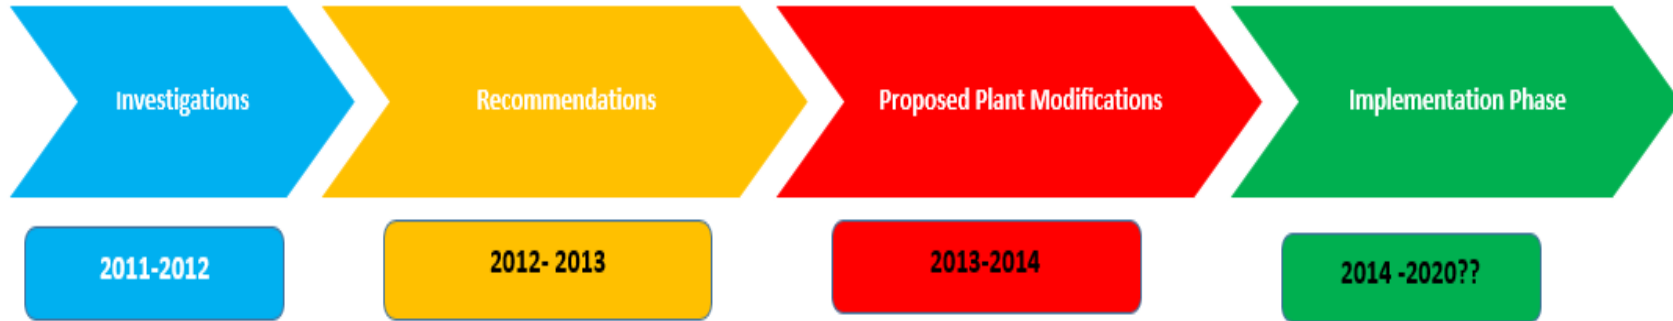 Investigations
Recommendations
Proposed Plant Modifications
Implementation Phase
2011-2012
2012- 2013
2013-2014
2014 -2020??